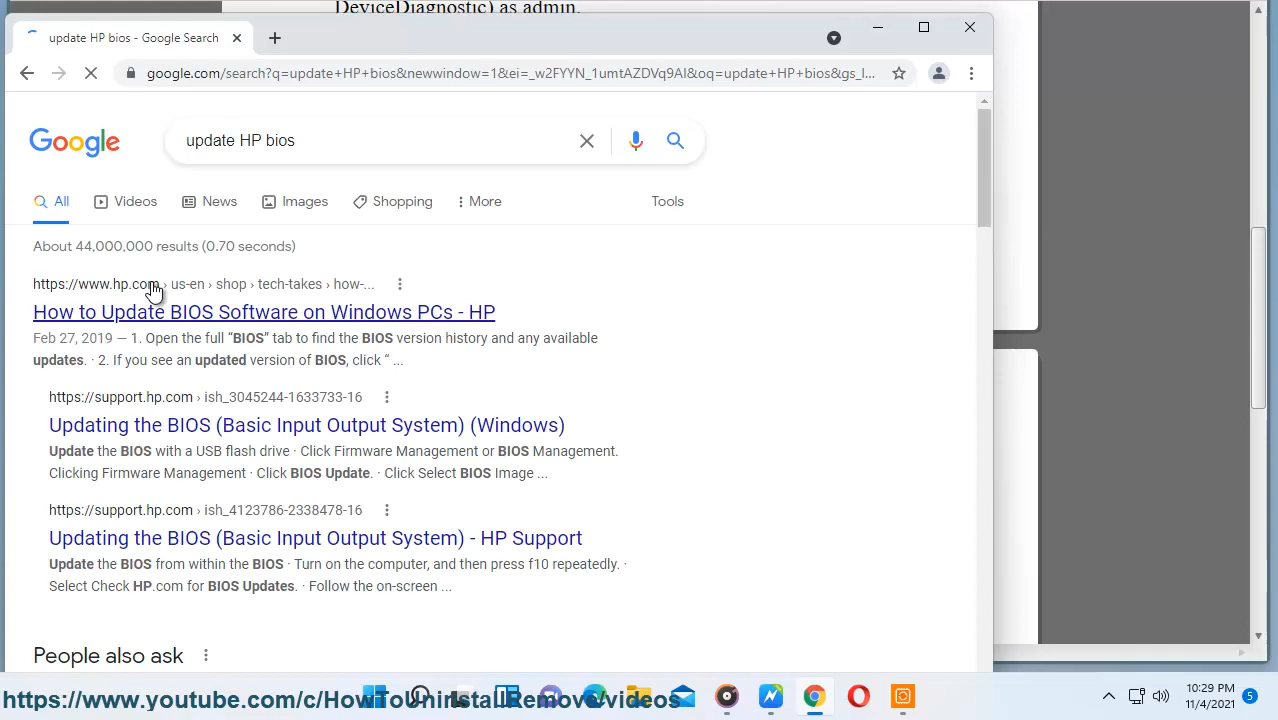 DeviceDiagnostic) as admin.
update HP bios - Google Search
google.com/search?q=update+HP+bios&newwindow=1&ei=_w2FYYN_1umtAZDVq9AI&oq=update+HP+bios&gs_l...
Google
update HP bios
All
Videos
News
Images
Shopping
More
Tools
About 44,000,000 results (0.70 seconds)
https://www.hp.com › us-en › shop › tech-takes › how-...
How to Update BIOS Software on Windows PCs - HP
Feb 27, 2019 — 1. Open the full “BIOS” tab to find the BIOS version history and any available
updates. · 2. If you see an updated version of BIOS, click “ ...
https://support.hp.com › ish_3045244-1633733-16
Updating the BIOS (Basic Input Output System) (Windows)
Update the BIOS with a USB flash drive · Click Firmware Management or BIOS Management.
Clicking Firmware Management · Click BIOS Update. · Click Select BIOS Image ...
https://support.hp.com › ish_4123786-2338478-16
Updating the BIOS (Basic Input Output System) - HP Support
Update the BIOS from within the BIOS · Turn on the computer, and then press f10 repeatedly. ·
Select Check HP.com for BIOS Updates. · Follow the on-screen ...
People also ask
https://www.youtube.com/c/HowToUninstallRemove/videos
10:29 PM
11/4/2021
5